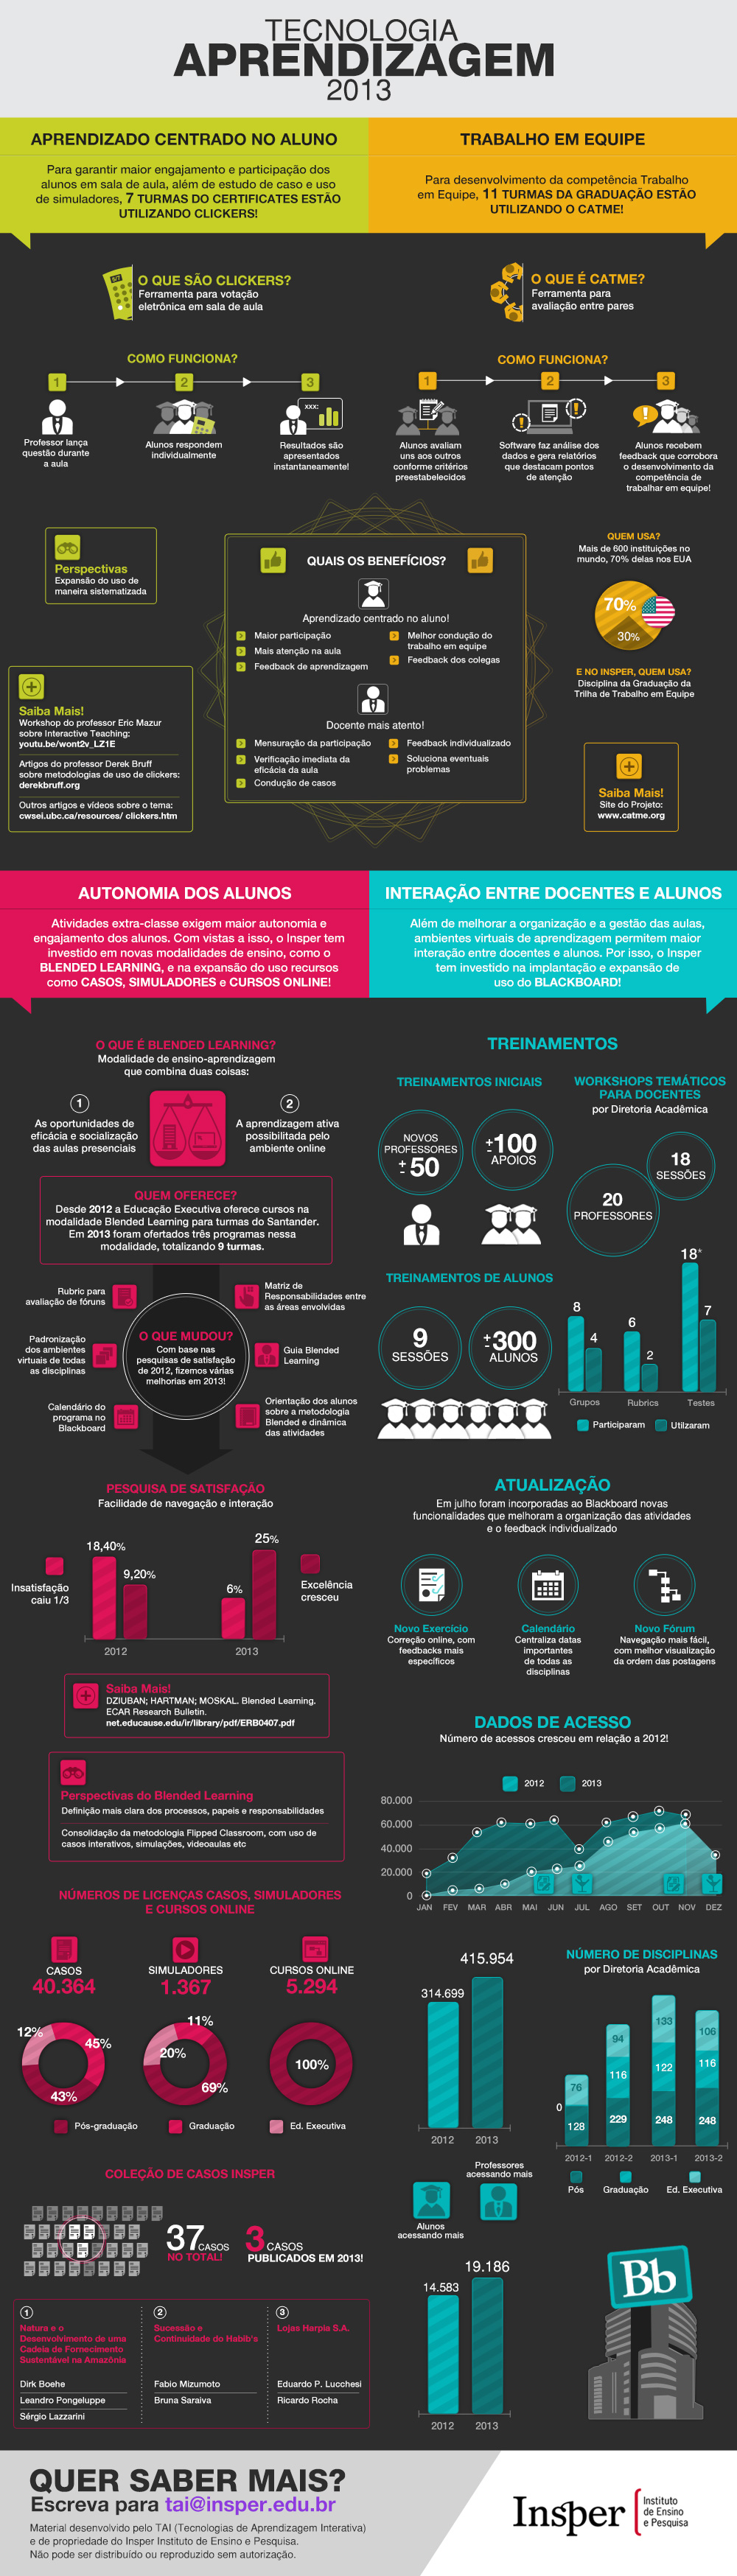 TECNOLOGIA
APRENDIZAGEM
2013
APRENDIZADO CENTRADO NO ALUNO
Para garantir maior engajamento e participação dos
alunos em sala de aula, além de estudo de caso e uso
de simuladores, 7 TURMAS DO CERTIFICATES ESTÃO
UTILIZANDO CLICKERS!
TRABALHO EM EQUIPE
Para desenvolvimento da competência Trabalho
em Equipe, 11 TURMAS DA GRADUAÇÃO ESTÃO
UTILIZANDO O CATME!
O QUE SÃO CLICKERS?
Ferramenta para votação
eletrônica em sala de aula
COMO FUNCIONA?
1
2
3
Professor lança
questão durante
a aula
Alunos respondem
individualmente
XXX:
Resultados são
apresentados
instantaneamente!
O QUE É CATME?
Ferramenta para
avaliação entre pares
COMO FUNCIONA?
1
2
3
Alunos avaliam
uns aos outros
conforme critérios
preestabelecidos
Software faz análise dos
dados e gera relatórios
que destacam pontos
de atenção
Alunos recebem
feedback que corrobora
o desenvolvimento da
competência de
trabalhar em equipe!
Perspectivas
Expansão do uso de
maneira sistematizada
Saiba Mais!
Workshop do professor Eric Mazur
sobre Interactive Teaching:
youtu.be/wont2v_LZ1E
Artigos do professor Derek Bruff
sobre metodologias de uso de clickers:
derekbruff.org
Outros artigos e vídeos sobre o tema:
cwsei.ubc.ca/resources/ clickers.htm
QUAIS OS BENEFÍCIOS?
Aprendizado centrado no aluno!
Maior participação
Mais atenção na aula
Feedback de aprendizagem
Melhor condução do
trabalho em equipe
Feedback dos colegas
Docente mais atento!
Mensuração da participação
Verificação imediata da
eficácia da aula
Condução de casos
Feedback individualizado
Soluciona eventuais
problemas
QUEM USA?
Mais de 600 instituições no
mundo, 70% delas nos EUA
70%
30%
E NO INSPER, QUEM USA?
Disciplina da Graduação da
Trilha de Trabalho em Equipe
Saiba Mais!
Site do Projeto:
www.catme.org
AUTONOMIA DOS ALUNOS
Atividades extra-classe exigem maior autonomia e
engajamento dos alunos. Com vistas a isso, o Insper tem
investido em novas modalidades de ensino, como o
BLENDED LEARNING, e na expansão do uso recursos
como CASOS, SIMULADORES e CURSOS ONLINE!
INTERAÇÃO ENTRE DOCENTES E ALUNOS
Além de melhorar a organização e a gestão das aulas,
ambientes virtuais de aprendizagem permitem maior
interação entre docentes e alunos. Por isso, o Insper
tem investido na implantação e expansão de
uso do BLACKBOARD!
O QUE É BLENDED LEARNING?
Modalidade de ensino-aprendizagem
que combina duas coisas:
1
As oportunidades de
eficácia e socialização
das aulas presenciais
2
A aprendizagem ativa
possibilitada pelo
ambiente online
QUEM OFERECE?
Desde 2012 a Educação Executiva oferece cursos na
modalidade Blended Learning para turmas do Santander.
Em 2013 foram ofertados três programas nessa
modalidade, totalizando 9 turmas.
Rubric para
avaliação de fóruns
Padronização
dos ambientes
virtuais de todas
as disciplinas
Calendário do
programa no
Blackboard
O QUE MUDOU?
Com base nas
pesquisas de satisfação
de 2012, fizemos várias
melhorias em 2013!
Matriz de
Responsabilidades entre
as áreas envolvidas
Guia Blended
Learning
Orientação dos alunos
sobre a metodologia
Blended e dinâmica
das atividades
PESQUISA DE SATISFAÇÃO
Facilidade de navegação e interação
Insatisfação
caiu 1/3
18,40%
9,20%
6%
25%
Excelência
cresceu
2012
2013
Saiba Mais!
DZIUBAN; HARTMAN; MOSKAL. Blended Learning.
ECAR Research Bulletin.
net.educause.edu/ir/library/pdf/ERB0407.pdf
Perspectivas do Blended Learning
Definição mais clara dos processos, papeis e responsabilidades
Consolidação da metodologia Flipped Classroom, com uso de
casos interativos, simulações, videoaulas etc
NÚMEROS DE LICENÇAS CASOS, SIMULADORES
E CURSOS ONLINE
CASOS
40.364
SIMULADORES
1.367
CURSOS ONLINE
5.294
12%
45%
43%
11%
20%
69%
100%
Pós-graduação
Graduação
Ed. Executiva
COLEÇÃO DE CASOS INSPER
37 CASOS
NO TOTAL!
3 CASOS
PUBLICADOS EM 2013!
1
Natura e o
Desenvolvimento de uma
Cadeia de Fornecimento
Sustentável na Amazônia
Dirk Boehe
Leandro Pongeluppe
Sérgio Lazzarini
2
Sucessão e
Continuidade do Habib's
Fabio Mizumoto
Bruna Saraiva
3
Lojas Harpia S.A.
Eduardo P. Lucchesi
Ricardo Rocha
TREINAMENTOS
TREINAMENTOS INICIAIS
NOVOS
PROFESSORES
±50
±100
APOIOS
WORKSHOPS TEMÁTICOS
PARA DOCENTES
por Diretoria Acadêmica
18
SESSÕES
20
PROFESSORES
TREINAMENTOS DE ALUNOS
9
SESSÕES
±300
ALUNOS
8
4
6
2
18*
7
Grupos
Rubrics
Testes
Participaram
Utilzaram
ATUALIZAÇÃO
Em julho foram incorporadas ao Blackboard novas
funcionalidades que melhoram a organização das atividades
e o feedback individualizado
Novo Exercício
Correção online, com
feedbacks mais
específicos
Calendário
Centraliza datas
importantes
de todas as
disciplinas
Novo Fórum
Navegação mais fácil,
com melhor visualização
da ordem das postagens
DADOS DE ACESSO
Número de acessos cresceu em relação a 2012!
2012
2013
80.000
60.000
40.000
20.000
0
JAN FEV MAR ABR MAI JUN JUL AGO SET OUT NOV DEZ
314.699
415.954
2012
2013
Alunos
acessando mais
Professores
acessando mais
14.583
19.186
2012
2013
NÚMERO DE DISCIPLINAS
por Diretoria Acadêmica
76
0
128
94
116
229
133
122
248
106
116
248
2012-1
2012-2
2013-1
2013-2
Pós
Graduação
Ed. Executiva
Bb
QUER SABER MAIS?
Escreva para tai@insper.edu.br
Material desenvolvido pelo TAI (Tecnologias de Aprendizagem Interativa)
e de propriedade do Insper Instituto de Ensino e Pesquisa.
Não pode ser distribuído ou reproduzido sem autorização.
Insper
Instituto
de Ensino
e Pesquisa